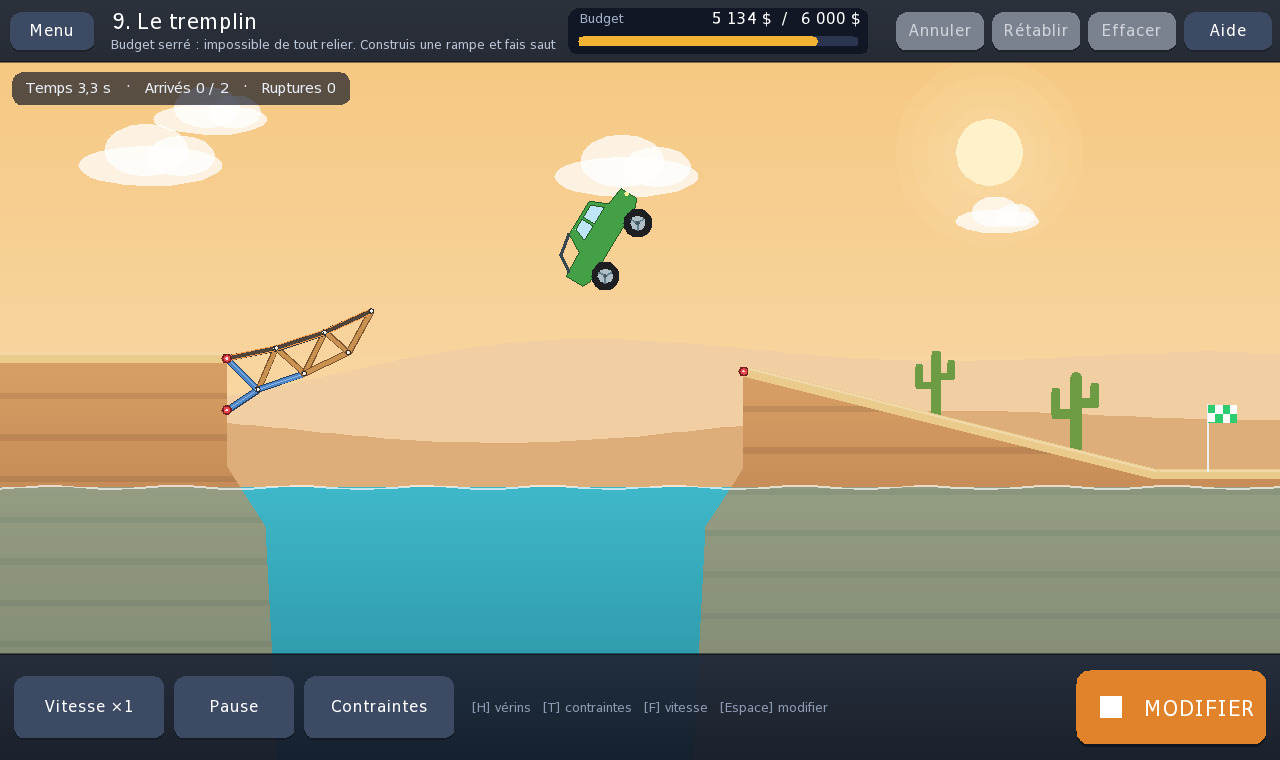 Menu
9. Le tremplin
Budget serré : impossible de tout relier. Construis une rampe et fais saut
Budget
5 134 $ / 6 000 $
Annuler
Rétablir
Effacer
Aide
Temps 3,3 s · Arrivés 0 / 2 · Ruptures 0
Vitesse ×1
Pause
Contraintes
[H] vérins [T] contraintes [F] vitesse [Espace] modifier
MODIFIER